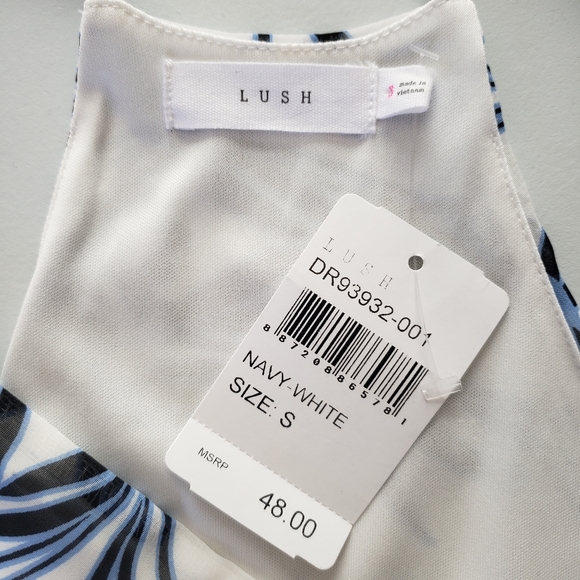 LUSH
S
made in
vietnam
LUSH
DR93932-001
887208865781
NAVY-WHITE
SIZE: S
MSRP
48.00